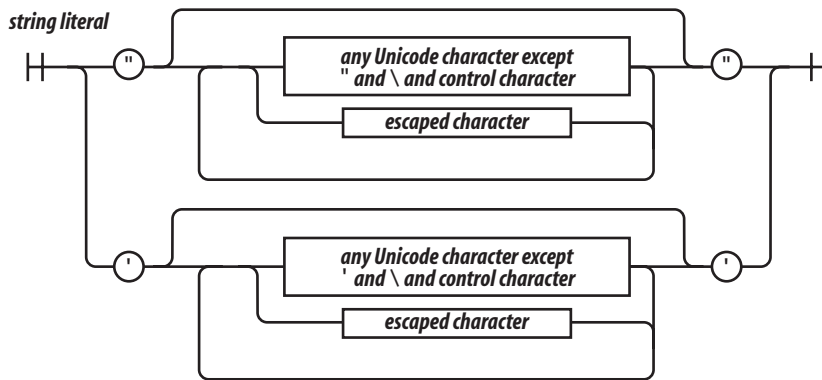 string literal
" "
any Unicode character except
" and \ and control character
escaped character
' '
any Unicode character except
' and \ and control character
escaped character